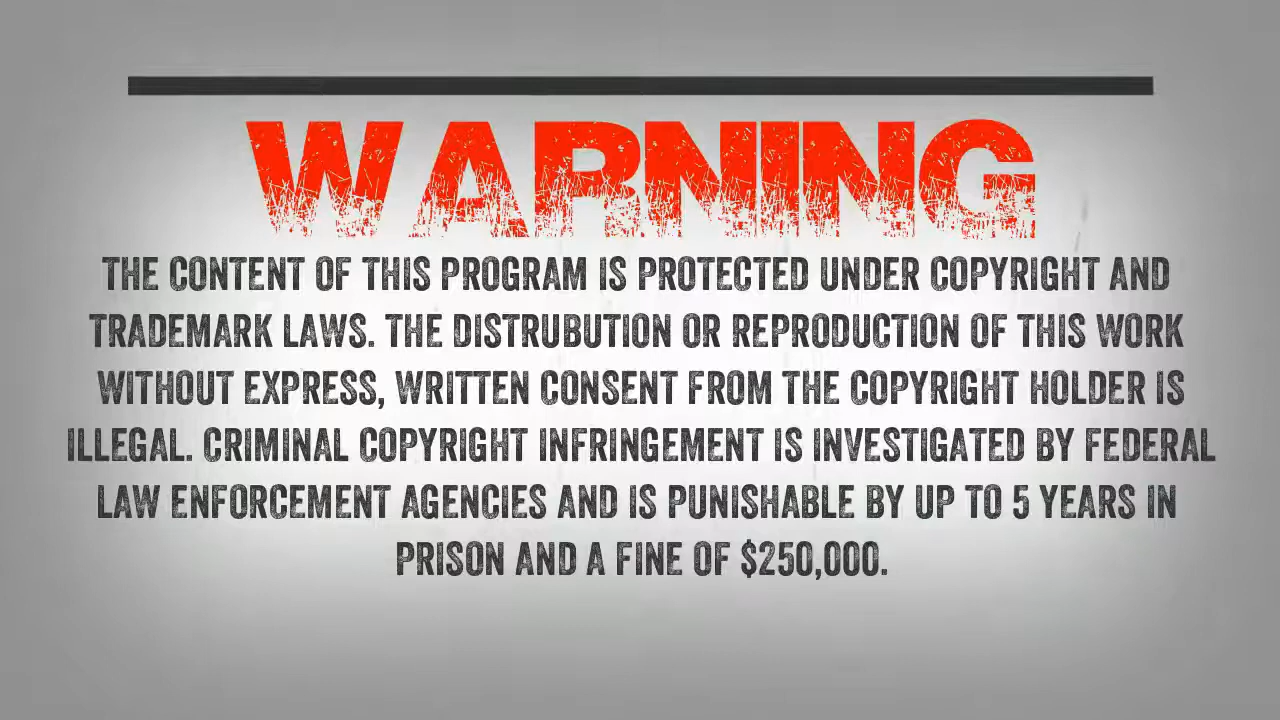 WARNING
THE CONTENT OF THIS PROGRAM IS PROTECTED UNDER COPYRIGHT AND
TRADEMARK LAWS. THE DISTRUBUTION OR REPRODUCTION OF THIS WORK
WITHOUT EXPRESS, WRITTEN CONSENT FROM THE COPYRIGHT HOLDER IS
ILLEGAL. CRIMINAL COPYRIGHT INFRINGEMENT IS INVESTIGATED BY FEDERAL
LAW ENFORCEMENT AGENCIES AND IS PUNISHABLE BY UP TO 5 YEARS IN
PRISON AND A FINE OF $250,000.